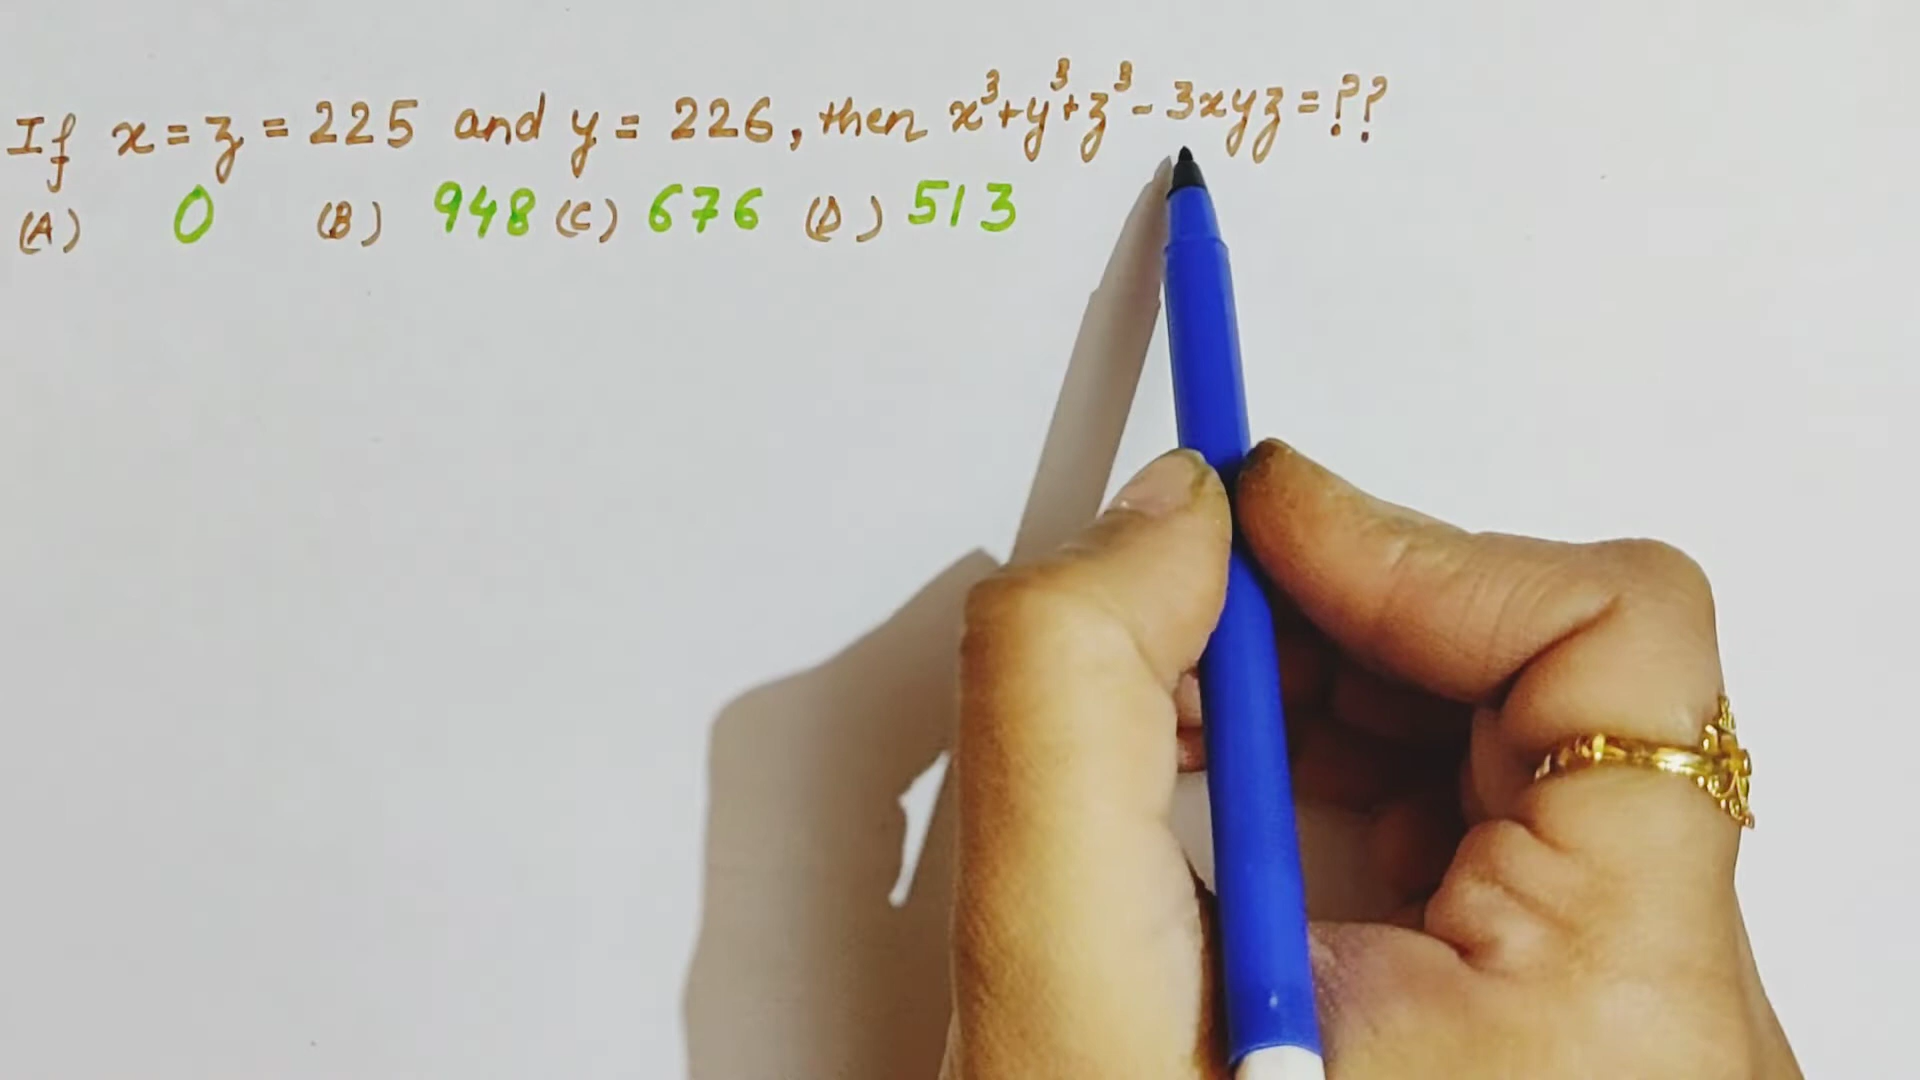 If x = z = 225 and y = 226, then x³+y³+z³ - 3xyz = ??
(A) 0 (B) 948 (C) 676 (D) 513